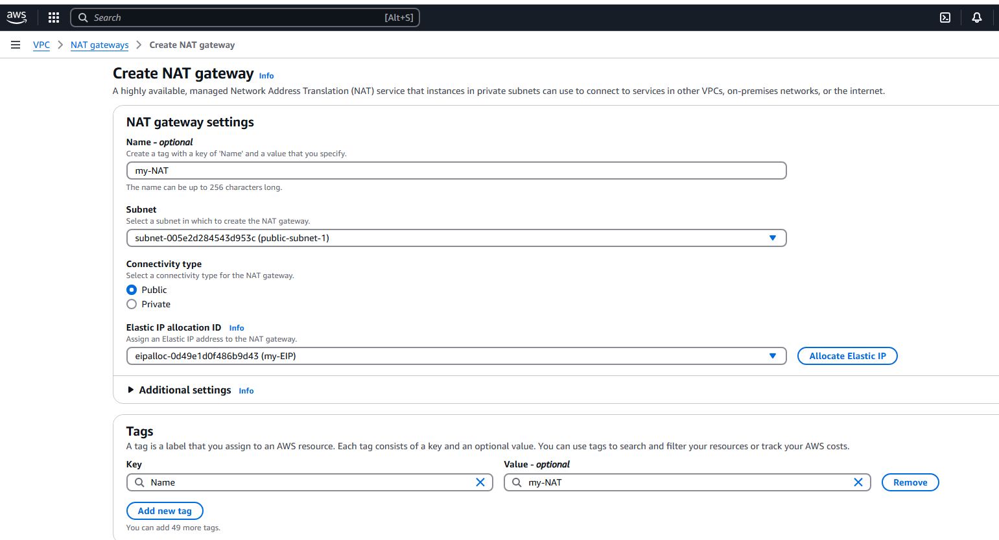 aws
Search [Alt+S]
VPC NAT gateways Create NAT gateway
Create NAT gateway Info
A highly available, managed Network Address Translation (NAT) service that instances in private subnets can use to connect to services in other VPCs, on-premises networks, or the internet.
NAT gateway settings
Name - optional
Create a tag with a key of 'Name' and a value that you specify.
my-NAT
The name can be up to 256 characters long.
Subnet
Select a subnet in which to create the NAT gateway.
subnet-005e2d284543d953c (public-subnet-1)
Connectivity type
Select a connectivity type for the NAT gateway.
Public
Private
Elastic IP allocation ID Info
Assign an Elastic IP address to the NAT gateway.
eipalloc-0d49e1d0f486b9d43 (my-EIP) Allocate Elastic IP
Additional settings Info
Tags
A tag is a label that you assign to an AWS resource. Each tag consists of a key and an optional value. You can use tags to search and filter your resources or track your AWS costs.
Key Value - optional
Name my-NAT Remove
Add new tag
You can add 49 more tags.